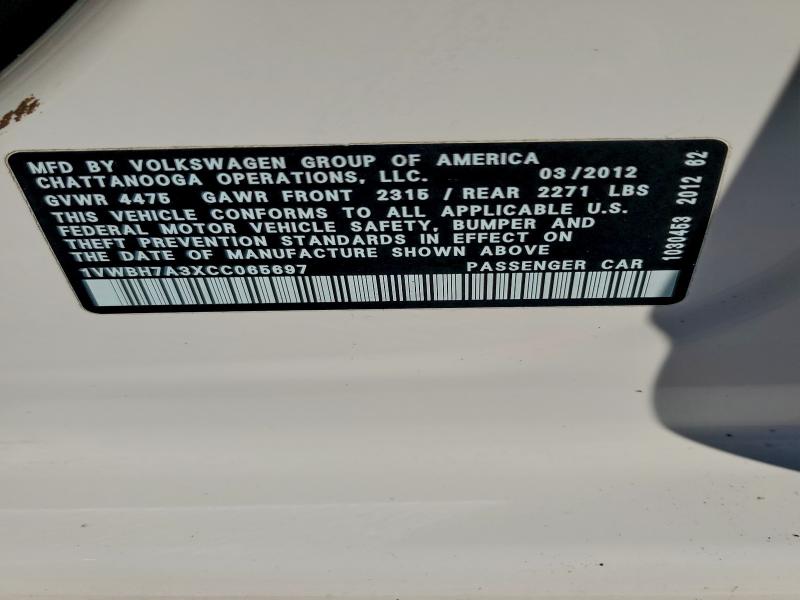 MFD BY VOLKSWAGEN GROUP OF AMERICA
CHATTANOOGA OPERATIONS, LLC. 03/2012
GVWR 4475 GAWR FRONT 2315 / REAR 2271 LBS
THIS VEHICLE CONFORMS TO ALL APPLICABLE U.S.
FEDERAL MOTOR VEHICLE SAFETY, BUMPER AND
THEFT PREVENTION STANDARDS IN EFFECT ON
THE DATE OF MANUFACTURE SHOWN ABOVE
1VWBH7A3XCC065697 PASSENGER CAR
1030453 2012 62